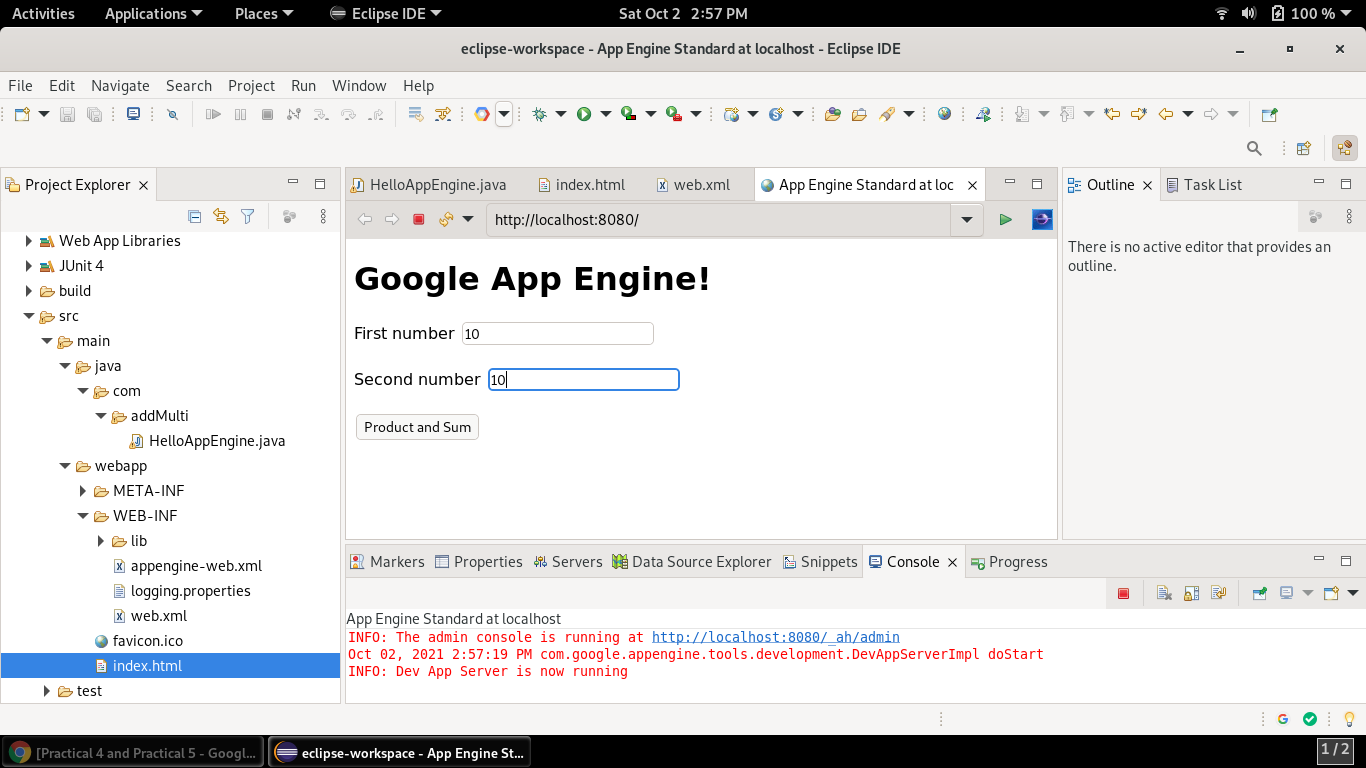 Activities Applications Places Eclipse IDE Sat Oct 2 2:57 PM 100 %
eclipse-workspace - App Engine Standard at localhost - Eclipse IDE
File Edit Navigate Search Project Run Window Help
Project Explorer
Web App Libraries
JUnit 4
build
src
main
java
com
addMulti
HelloAppEngine.java
webapp
META-INF
WEB-INF
lib
appengine-web.xml
logging.properties
web.xml
favicon.ico
index.html
test
HelloAppEngine.java index.html web.xml App Engine Standard at loc
http://localhost:8080/
Google App Engine!
First number 10
Second number 10
Product and Sum
Outline Task List
There is no active editor that provides an
outline.
Markers Properties Servers Data Source Explorer Snippets Console Progress
App Engine Standard at localhost
INFO: The admin console is running at http://localhost:8080/_ah/admin
Oct 02, 2021 2:57:19 PM com.google.appengine.tools.development.DevAppServerImpl doStart
INFO: Dev App Server is now running
[Practical 4 and Practical 5 - Googl... eclipse-workspace - App Engine St... 1 / 2